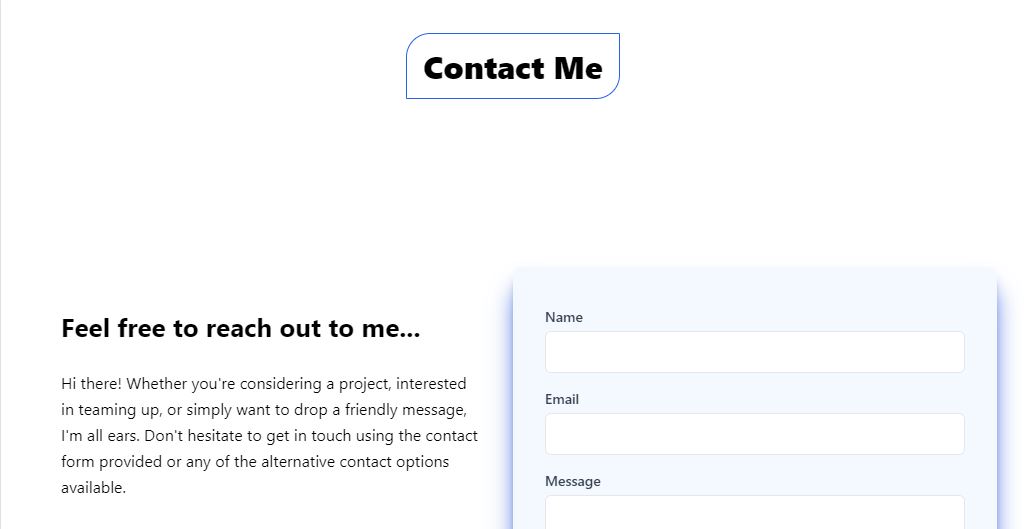 Contact Me
Feel free to reach out to me...
Hi there! Whether you're considering a project, interested
in teaming up, or simply want to drop a friendly message,
I'm all ears. Don't hesitate to get in touch using the contact
form provided or any of the alternative contact options
available.
Name
Email
Message